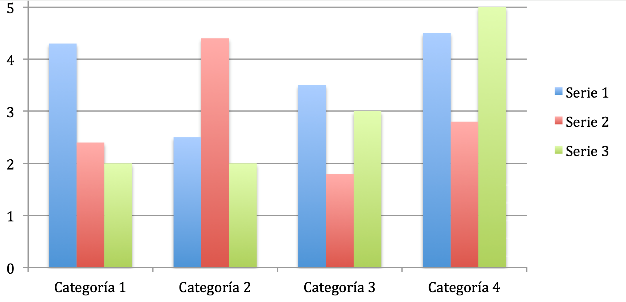 5
4
3
2
1
0
Categoría 1
Categoría 2
Categoría 3
Categoría 4
Serie 1
Serie 2
Serie 3